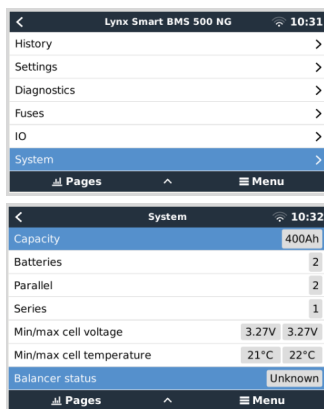 Lynx Smart BMS 500 NG 10:31
History
Settings
Diagnostics
Fuses
IO
System
Pages Menu
System 10:32
Capacity 400Ah
Batteries 2
Parallel 2
Series 1
Min/max cell voltage 3.27V 3.27V
Min/max cell temperature 21°C 22°C
Balancer status Unknown
Pages Menu